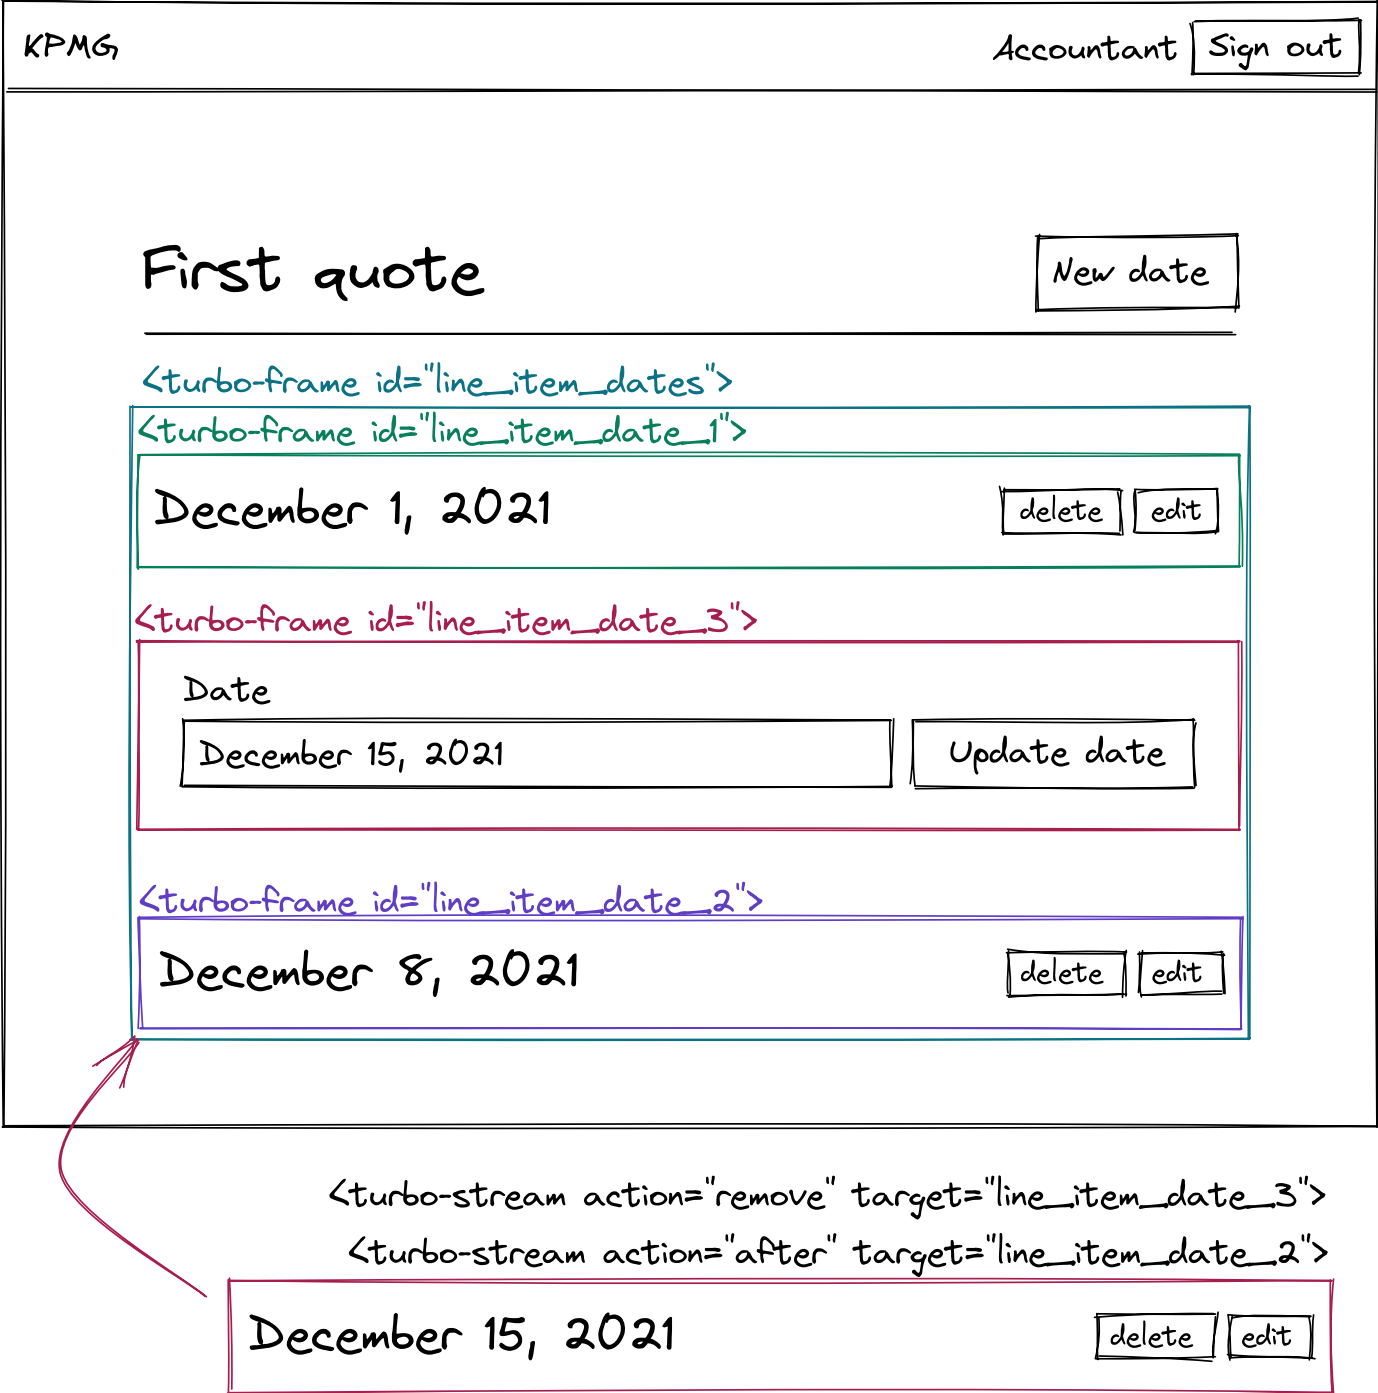 KPMG Accountant Sign out
First quote New date
<turbo-frame id="line_item_dates">
<turbo-frame id="line_item_date_1">
December 1, 2021 delete edit
<turbo-frame id="line_item_date_3">
Date
December 15, 2021 Update date
<turbo-frame id="line_item_date_2">
December 8, 2021 delete edit
<turbo-stream action="remove" target="line_item_date_3">
<turbo-stream action="after" target="line_item_date_2">
December 15, 2021 delete edit